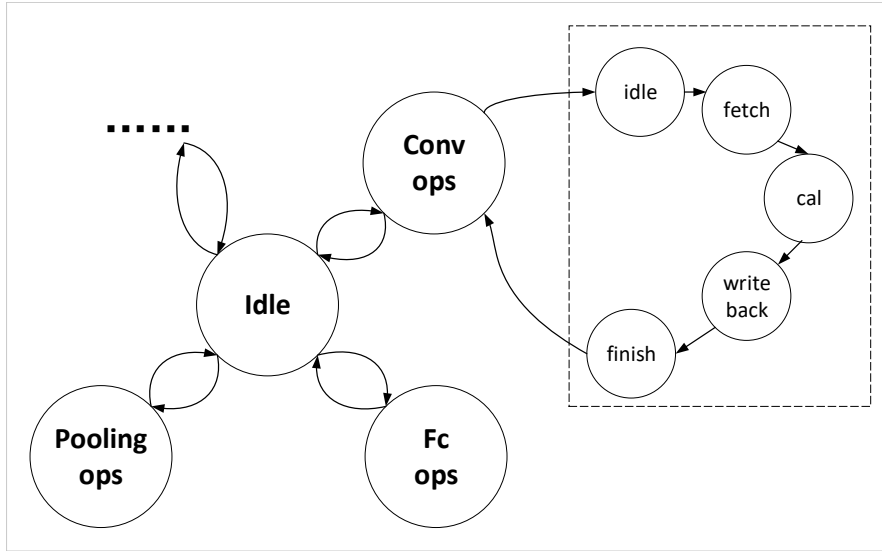 ......
Conv
ops
Idle
Pooling
ops
Fc
ops
idle
fetch
cal
write
back
finish